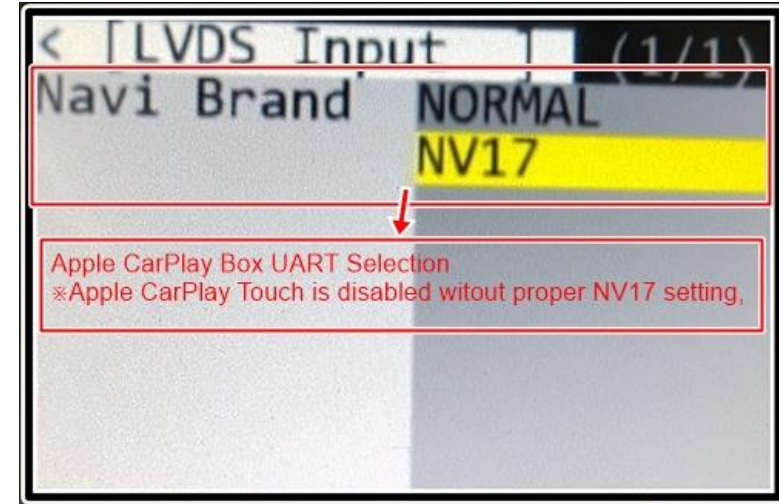 < [LVDS Input ] (1/1)
Navi Brand NORMAL
NV17
Apple CarPlay Box UART Selection
※Apple CarPlay Touch is disabled witout proper NV17 setting,